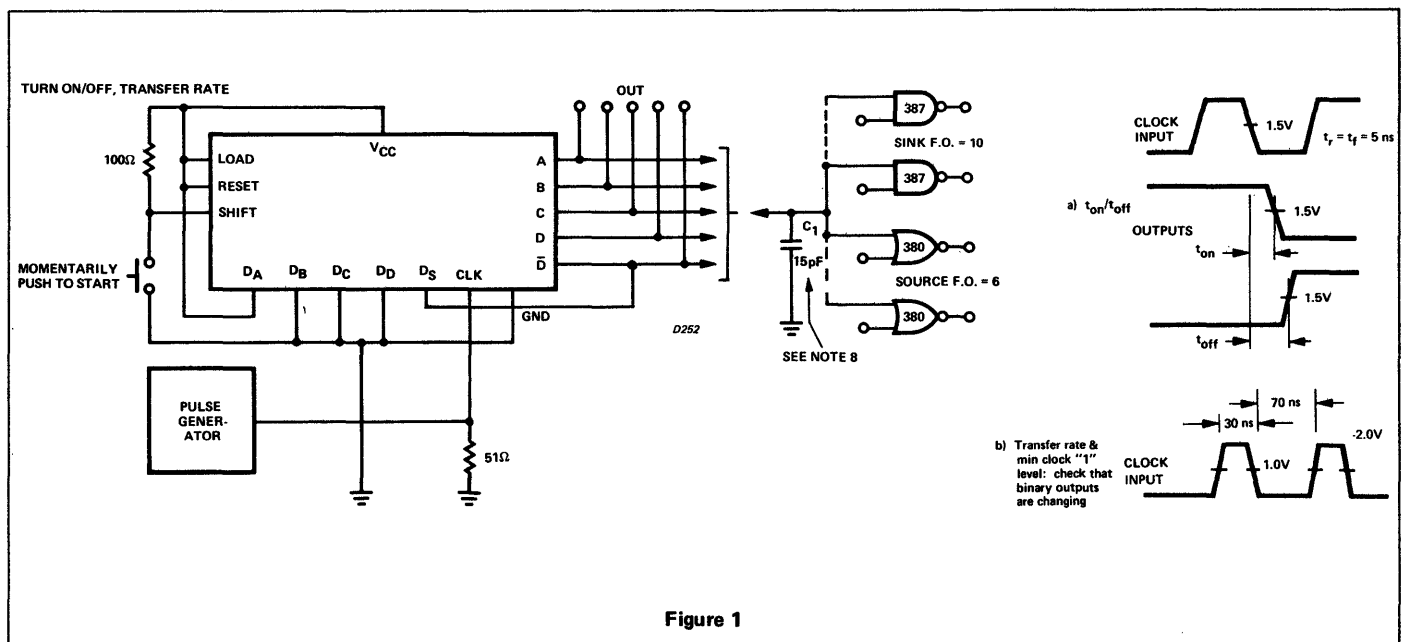 TURN ON/OFF, TRANSFER RATE
100Ω
LOAD
RESET
SHIFT
VCC
MOMENTARILY
PUSH TO START
DA DB DC DD DS CLK
GND
A
B
C
D
D̅
OUT
D252
PULSE
GENER-
ATOR
51Ω
C1
15pF
SEE NOTE 8
387
SINK F.O. = 10
387
380
SOURCE F.O. = 6
380
CLOCK
INPUT
1.5V
tr = tf = 5 ns
a) ton/toff
OUTPUTS
1.5V
ton
1.5V
toff
70 ns
30 ns
-2.0V
b) Transfer rate &
min clock "1"
level: check that
binary outputs
are changing
CLOCK
INPUT
1.0V
Figure 1